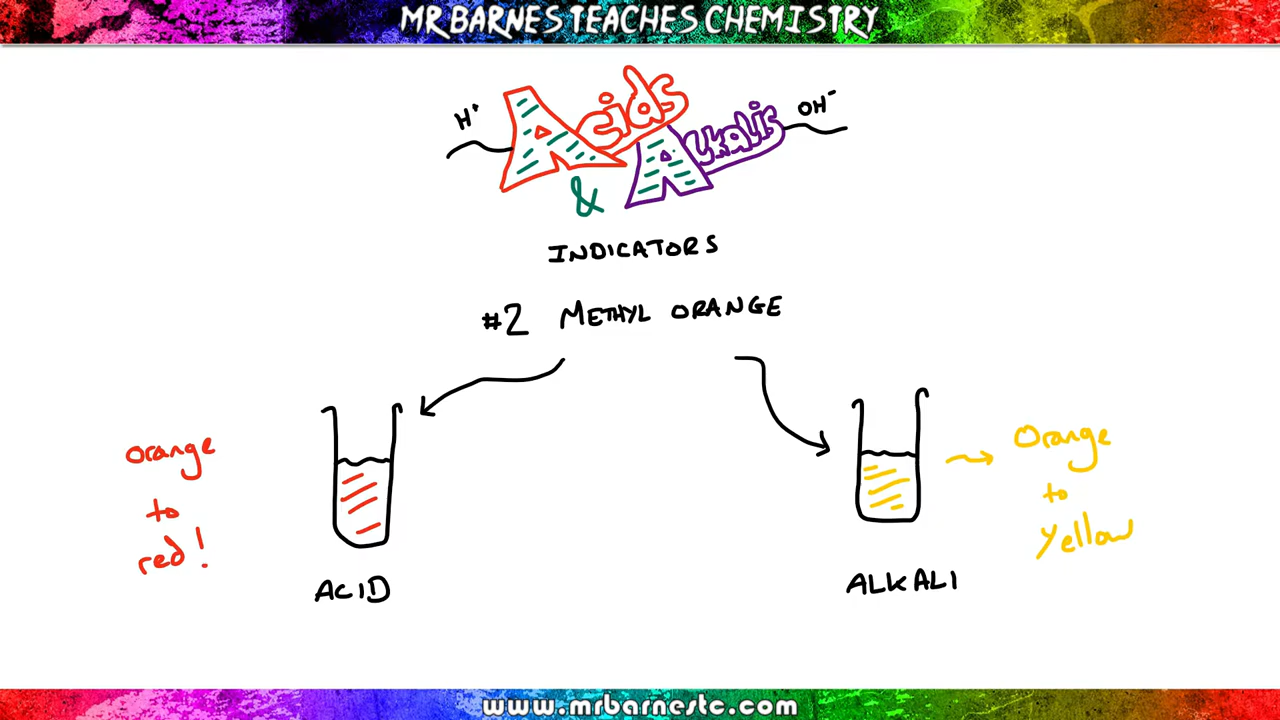 MR BARNES TEACHES CHEMISTRY
H+
Acids
OH-
& Alkalis
INDICATORS
#2 METHYL ORANGE
orange
to
red!
ACID
Orange
to
Yellow
ALKALI
www.mrbarnestc.com